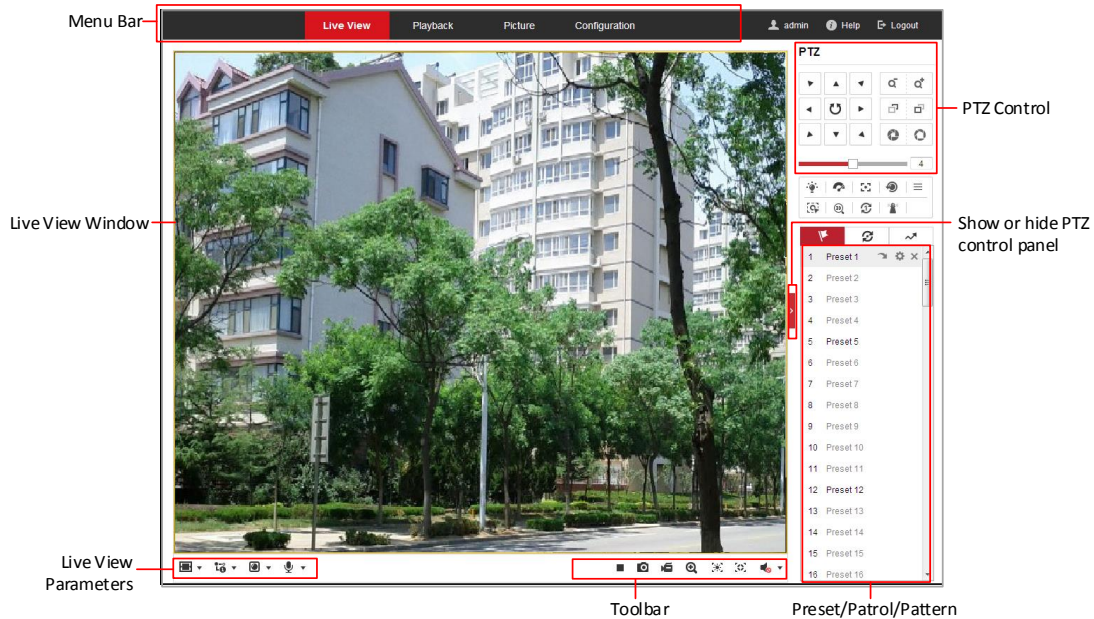 Menu Bar
Live View Playback Picture Configuration admin Help Logout
PTZ
PTZ Control
4
Live View Window
Show or hide PTZ
control panel
1 Preset 1
2 Preset 2
3 Preset 3
4 Preset 4
5 Preset 5
6 Preset 6
7 Preset 7
8 Preset 8
9 Preset 9
10 Preset 10
11 Preset 11
12 Preset 12
13 Preset 13
14 Preset 14
15 Preset 15
16 Preset 16
Live View
Parameters
Toolbar
Preset/Patrol/Pattern